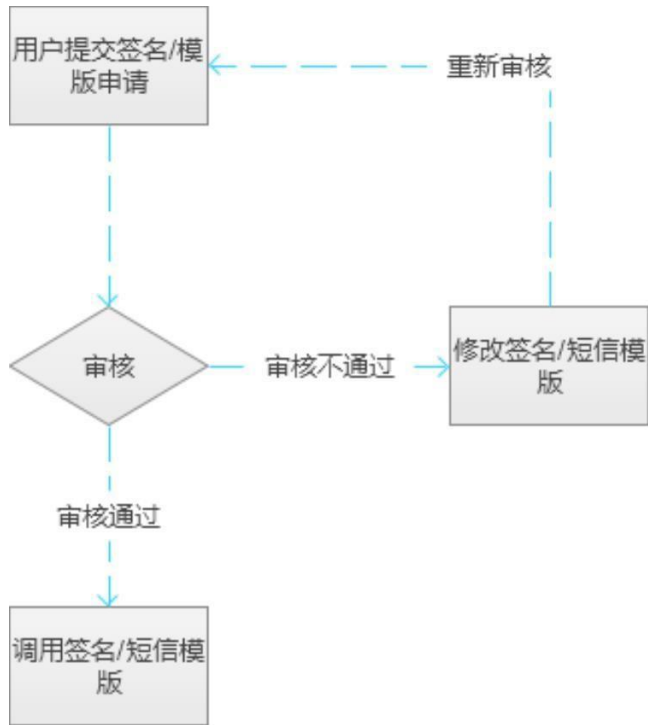 用户提交签名/模
版申请
重新审核
审核
审核不通过
修改签名/短信模
版
审核通过
调用签名/短信模
版